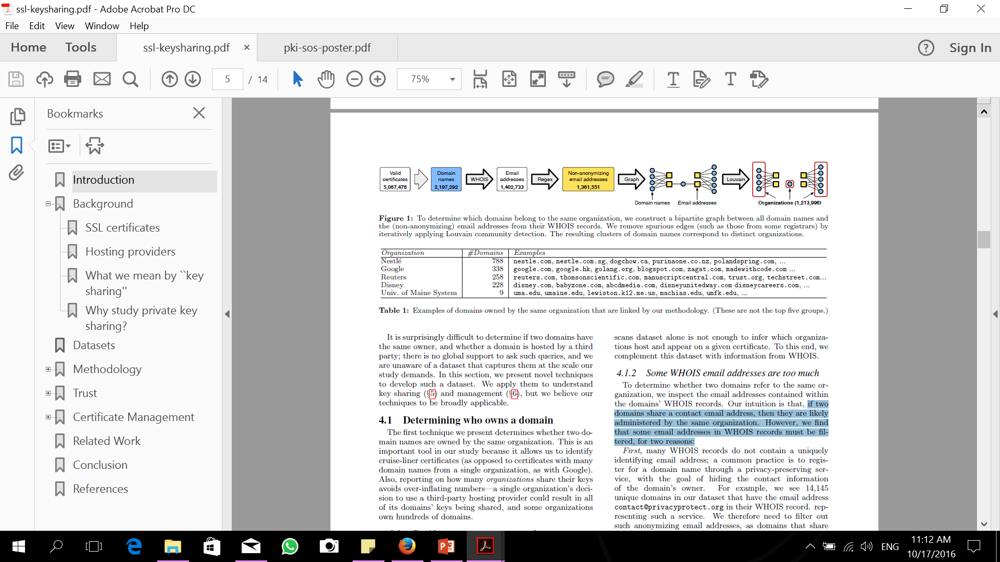 ssl-keysharing.pdf - Adobe Acrobat Pro DC
File Edit View Window Help
Home Tools ssl-keysharing.pdf × pki-sos-poster.pdf ? Sign In
5 / 14 75%
Bookmarks
Introduction
Background
SSL certificates
Hosting providers
What we mean by ``key
sharing''
Why study private key
sharing?
Datasets
Methodology
Trust
Certificate Management
Related Work
Conclusion
References
Valid
certificates
5,067,476
Domain
names
2,197,292
WHOIS
Email
addresses
1,402,733
Regex
Non-anonymizing
email addresses
1,361,551
Graph
Domain names Email addresses
Louvain
Organizations (1,213,996)
Figure 1: To determine which domains belong to the same organization, we construct a bipartite graph between all domain names and
the (non-anonymizing) email addresses from their WHOIS records. We remove spurious edges (such as those from some registrars) by
iteratively applying Louvain community detection. The resulting clusters of domain names correspond to distinct organizations.
Organization #Domains Examples
Nestlé 788 nestle.com, nestle.com.sg, dogchow.ca, purinaone.co.nz, polandspring.com, ...
Google 338 google.com, google.hk, golang.org, blogspot.com, zagat.com, madewithcode.com ...
Reuters 258 reuters.com, thomsonscientific.com, manuscriptcentral.com, trust.org, techstreet.com...
Disney 228 disney.com, babyzone.com, abcdmedia.com, disneyunitedway.com disneycareers.com, ...
Univ. of Maine System 9 uma.edu, umaine.edu, lewiston.k12.me.us, machias.edu, umfk.edu, ...
Table 1: Examples of domains owned by the same organization that are linked by our methodology. (These are not the top five groups.)
It is surprisingly difficult to determine if two domains have
the same owner, and whether a domain is hosted by a third
party; there is no global support to ask such queries, and we
are unaware of a dataset that captures them at the scale our
study demands. In this section, we present novel techniques
to develop such a dataset. We apply them to understand
key sharing (§5) and management (§6), but we believe our
techniques to be broadly applicable.
4.1 Determining who owns a domain
The first technique we present determines whether two do-
main names are owned by the same organization. This is an
important tool in our study because it allows us to identify
cruise-liner certificates (as opposed to certificates with many
domain names from a single organization, as with Google).
Also, reporting on how many organizations share their keys
avoids over-inflating numbers—a single organization's deci-
sion to use a third-party hosting provider could result in all
of its domains' keys being shared, and some organizations
own hundreds of domains.
scans dataset alone is not enough to infer which organiza-
tions host and appear on a given certificate. To this end, we
complement this dataset with information from WHOIS.
4.1.2 Some WHOIS email addresses are too much
To determine whether two domains refer to the same or-
ganization, we inspect the email addresses contained within
the domains' WHOIS records. Our intuition is that, if two
domains share a contact email address, then they are likely
administered by the same organization. However, we find
that some email addresses in WHOIS records must be fil-
tered, for two reasons:
First, many WHOIS records do not contain a uniquely
identifying email address; a common practice is to regis-
ter for a domain name through a privacy-preserving ser-
vice, with the goal of hiding the contact information
of the domain's owner. For example, we see 14,145
unique domains in our dataset that have the email address
contact@privacyprotect.org in their WHOIS record. rep-
resenting such a service. We therefore need to filter out
such anonymizing email addresses, as domains that share
ENG
11:12 AM
10/17/2016